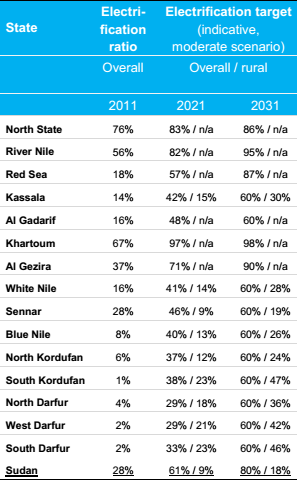 State Electri- Electrification target
fication (indicative,
ratio moderate scenario)
Overall Overall / rural
2011 2021 2031
North State 76% 83% / n/a 86% / n/a
River Nile 56% 82% / n/a 95% / n/a
Red Sea 18% 57% / n/a 87% / n/a
Kassala 14% 42% / 15% 60% / 30%
Al Gadarif 16% 48% / n/a 60% / n/a
Khartoum 67% 97% / n/a 98% / n/a
Al Gezira 37% 71% / n/a 90% / n/a
White Nile 16% 41% / 14% 60% / 28%
Sennar 28% 46% / 9% 60% / 19%
Blue Nile 8% 40% / 13% 60% / 26%
North Kordufan 6% 37% / 12% 60% / 24%
South Kordufan 1% 38% / 23% 60% / 47%
North Darfur 4% 29% / 18% 60% / 36%
West Darfur 2% 29% / 21% 60% / 42%
South Darfur 2% 33% / 23% 60% / 46%
Sudan 28% 61% / 9% 80% / 18%